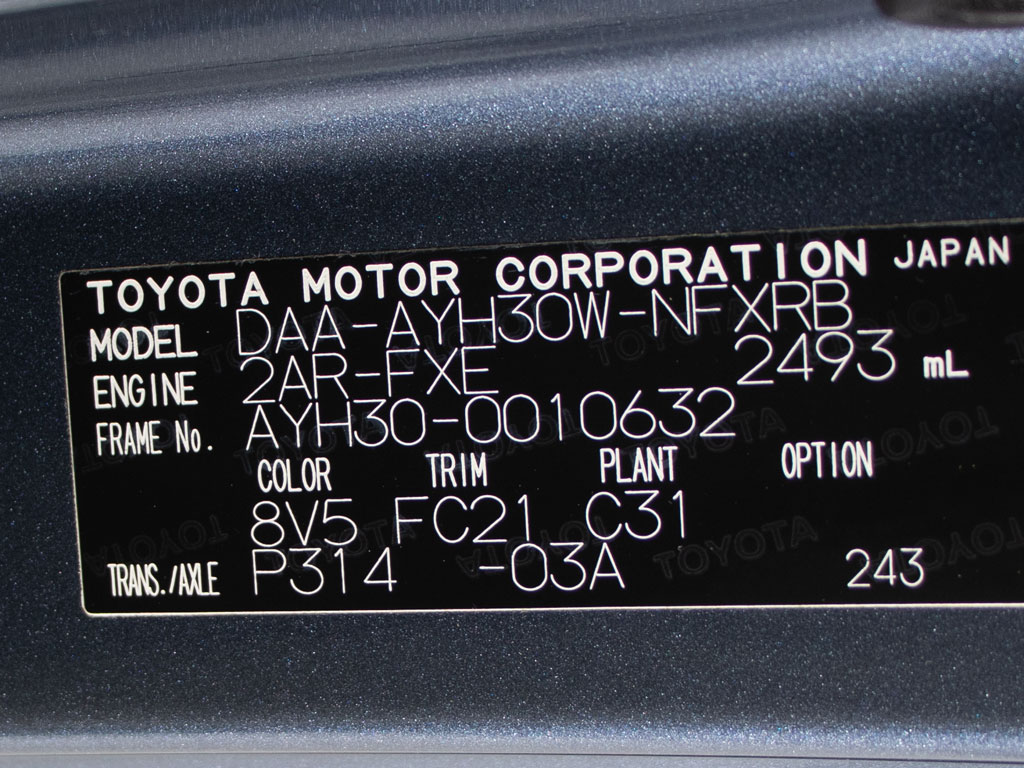 TOYOTA MOTOR CORPORATION JAPAN
MODEL DAA-AYH30W-NFXRB
ENGINE 2AR-FXE 2493 mL
FRAME No. AYH30-0010632
COLOR TRIM PLANT OPTION
8V5 FC21 C31
TRANS./AXLE P314 -03A 243